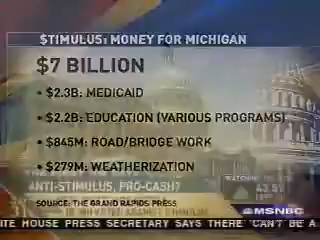 $TIMULUS: MONEY FOR MICHIGAN
$7 BILLION
• $2.3B: MEDICAID
• $2.2B: EDUCATION (VARIOUS PROGRAMS)
• $845M: ROAD/BRIDGE WORK
• $279M: WEATHERIZATION
ANTI-STIMULUS, PRO-CASH?
SOURCE: THE GRAND RAPIDS PRESS
MSNBC
ITE HOUSE PRESS SECRETARY SAYS THERE 'CAN'T BE